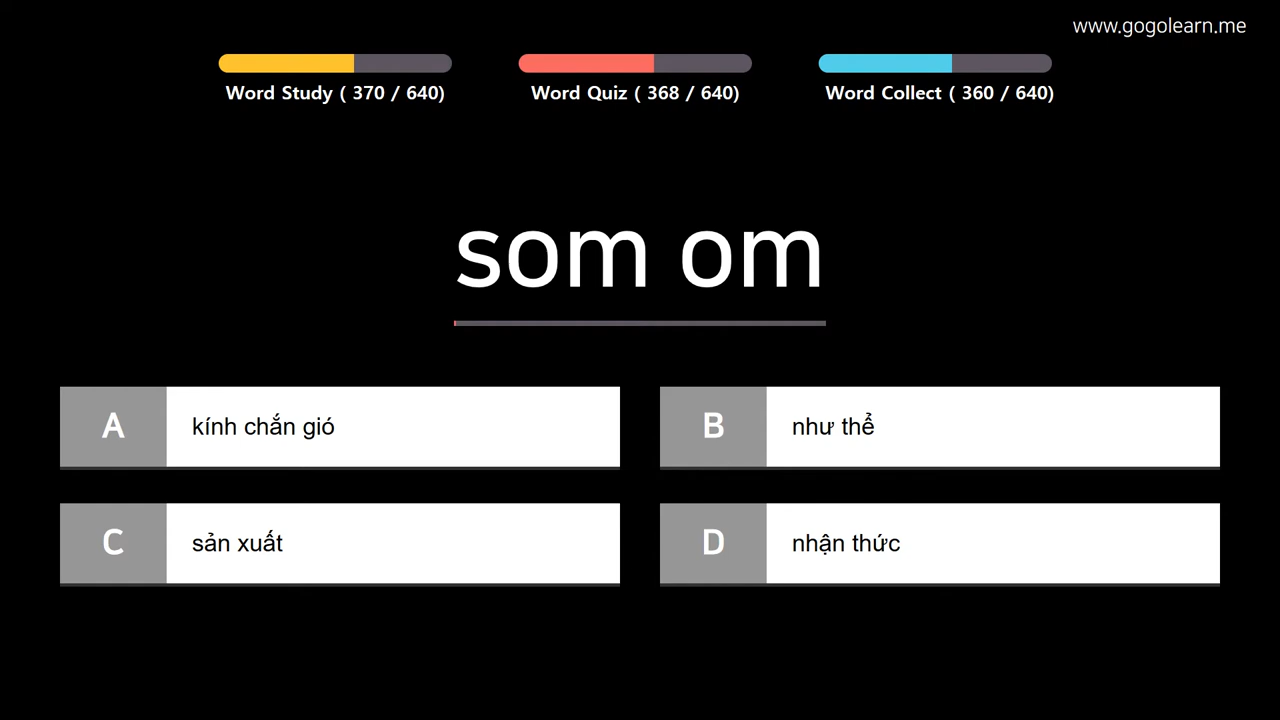 www.gogolearn.me
Word Study ( 370 / 640)
Word Quiz ( 368 / 640)
Word Collect ( 360 / 640)
som om
A kính chắn gió
B như thể
C sản xuất
D nhận thức